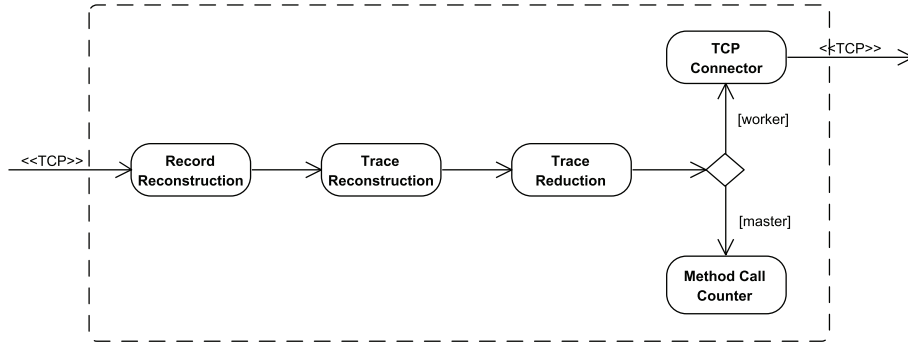 TCP
Connector
<<TCP>>
[worker]
<<TCP>>
Record
Reconstruction
Trace
Reconstruction
Trace
Reduction
[master]
Method Call
Counter